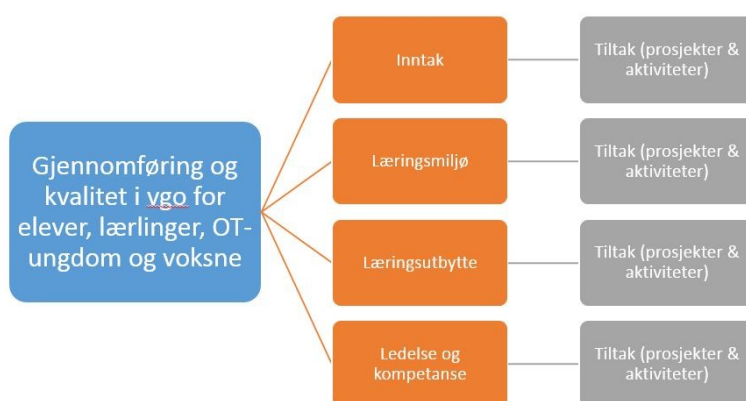 Gjennomføring og
kvalitet i vgo for
elever, lærlinger, OT-
ungdom og voksne
Inntak
Tiltak (prosjekter &
aktiviteter)
Læringsmiljø
Tiltak (prosjekter &
aktiviteter)
Læringsutbytte
Tiltak (prosjekter &
aktiviteter)
Ledelse og
kompetanse
Tiltak (prosjekter &
aktiviteter)